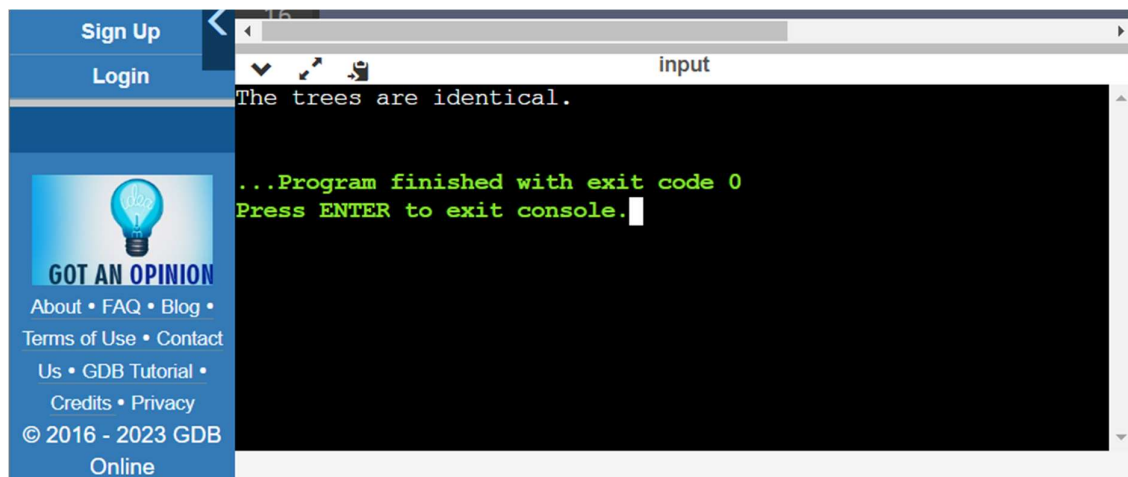 Sign Up
Login
16
input
The trees are identical.
...Program finished with exit code 0
Press ENTER to exit console.
idea
GOT AN OPINION
About • FAQ • Blog •
Terms of Use • Contact
Us • GDB Tutorial •
Credits • Privacy
© 2016 - 2023 GDB
Online